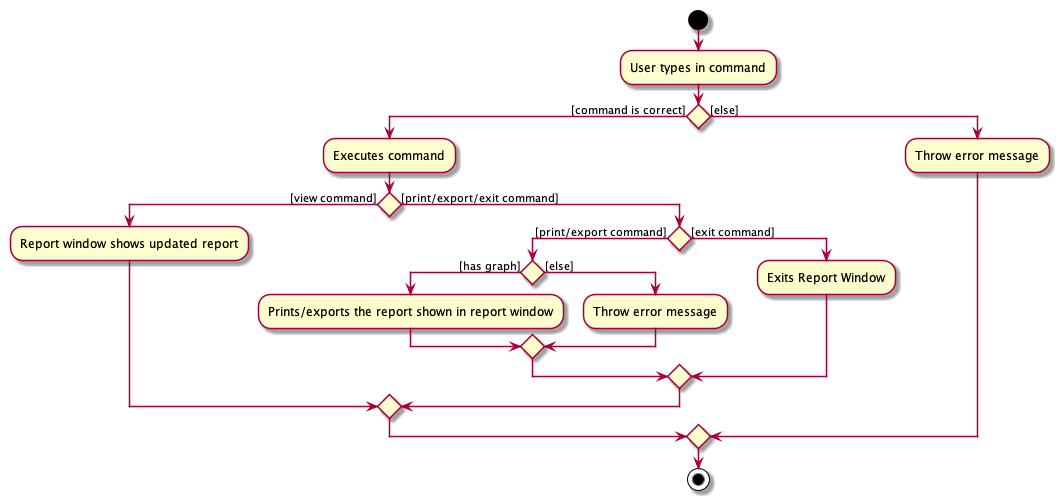 User types in command
[command is correct]
[else]
Executes command
Throw error message
[view command]
[print/export/exit command]
Report window shows updated report
[print/export command]
[exit command]
[has graph]
[else]
Exits Report Window
Prints/exports the report shown in report window
Throw error message